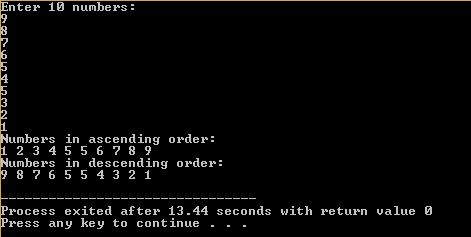 Enter 10 numbers:
9
8
7
6
5
4
5
3
2
1
Numbers in ascending order:
1 2 3 4 5 5 6 7 8 9
Numbers in descending order:
9 8 7 6 5 5 4 3 2 1
--------------------------------
Process exited after 13.44 seconds with return value 0
Press any key to continue . . .